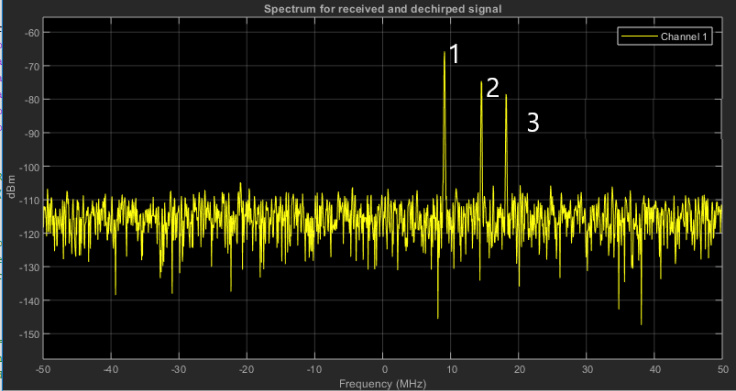 Spectrum for received and dechirped signal
Channel 1
1
2
3
-60
-70
-80
-90
-100
-110
-120
-130
-140
-150
dBm
-50 -40 -30 -20 -10 0 10 20 30 40 50
Frequency (MHz)